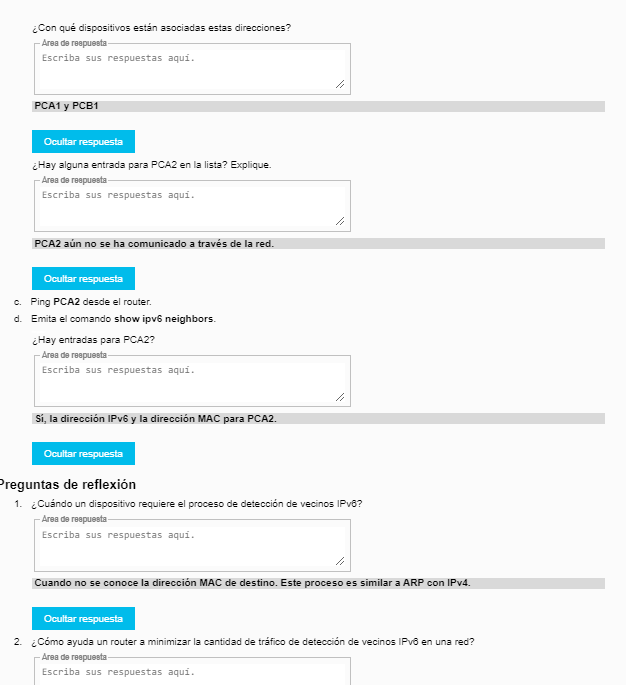 ¿Con qué dispositivos están asociadas estas direcciones?
Área de respuesta
Escriba sus respuestas aquí.
PCA1 y PCB1
Ocultar respuesta
¿Hay alguna entrada para PCA2 en la lista? Explique.
Área de respuesta
Escriba sus respuestas aquí.
PCA2 aún no se ha comunicado a través de la red.
Ocultar respuesta
c. Ping PCA2 desde el router.
d. Emita el comando show ipv6 neighbors.
¿Hay entradas para PCA2?
Área de respuesta
Escriba sus respuestas aquí.
Sí, la dirección IPv6 y la dirección MAC para PCA2.
Ocultar respuesta
Preguntas de reflexión
1. ¿Cuándo un dispositivo requiere el proceso de detección de vecinos IPv6?
Área de respuesta
Escriba sus respuestas aquí.
Cuando no se conoce la dirección MAC de destino. Este proceso es similar a ARP con IPv4.
Ocultar respuesta
2. ¿Cómo ayuda un router a minimizar la cantidad de tráfico de detección de vecinos IPv6 en una red?
Área de respuesta
Escriba sus respuestas aquí.